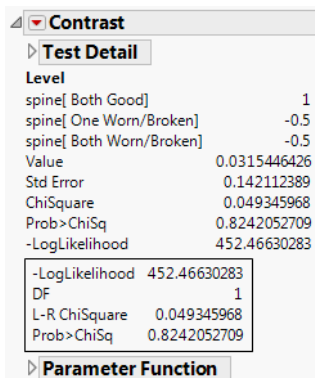 Contrast
Test Detail
Level
spine[ Both Good] 1
spine[ One Worn/Broken] -0.5
spine[ Both Worn/Broken] -0.5
Value 0.0315446426
Std Error 0.142112389
ChiSquare 0.049345968
Prob>ChiSq 0.8242052709
-LogLikelihood 452.46630283
-LogLikelihood 452.46630283
DF 1
L-R ChiSquare 0.049345968
Prob>ChiSq 0.8242052709
Parameter Function